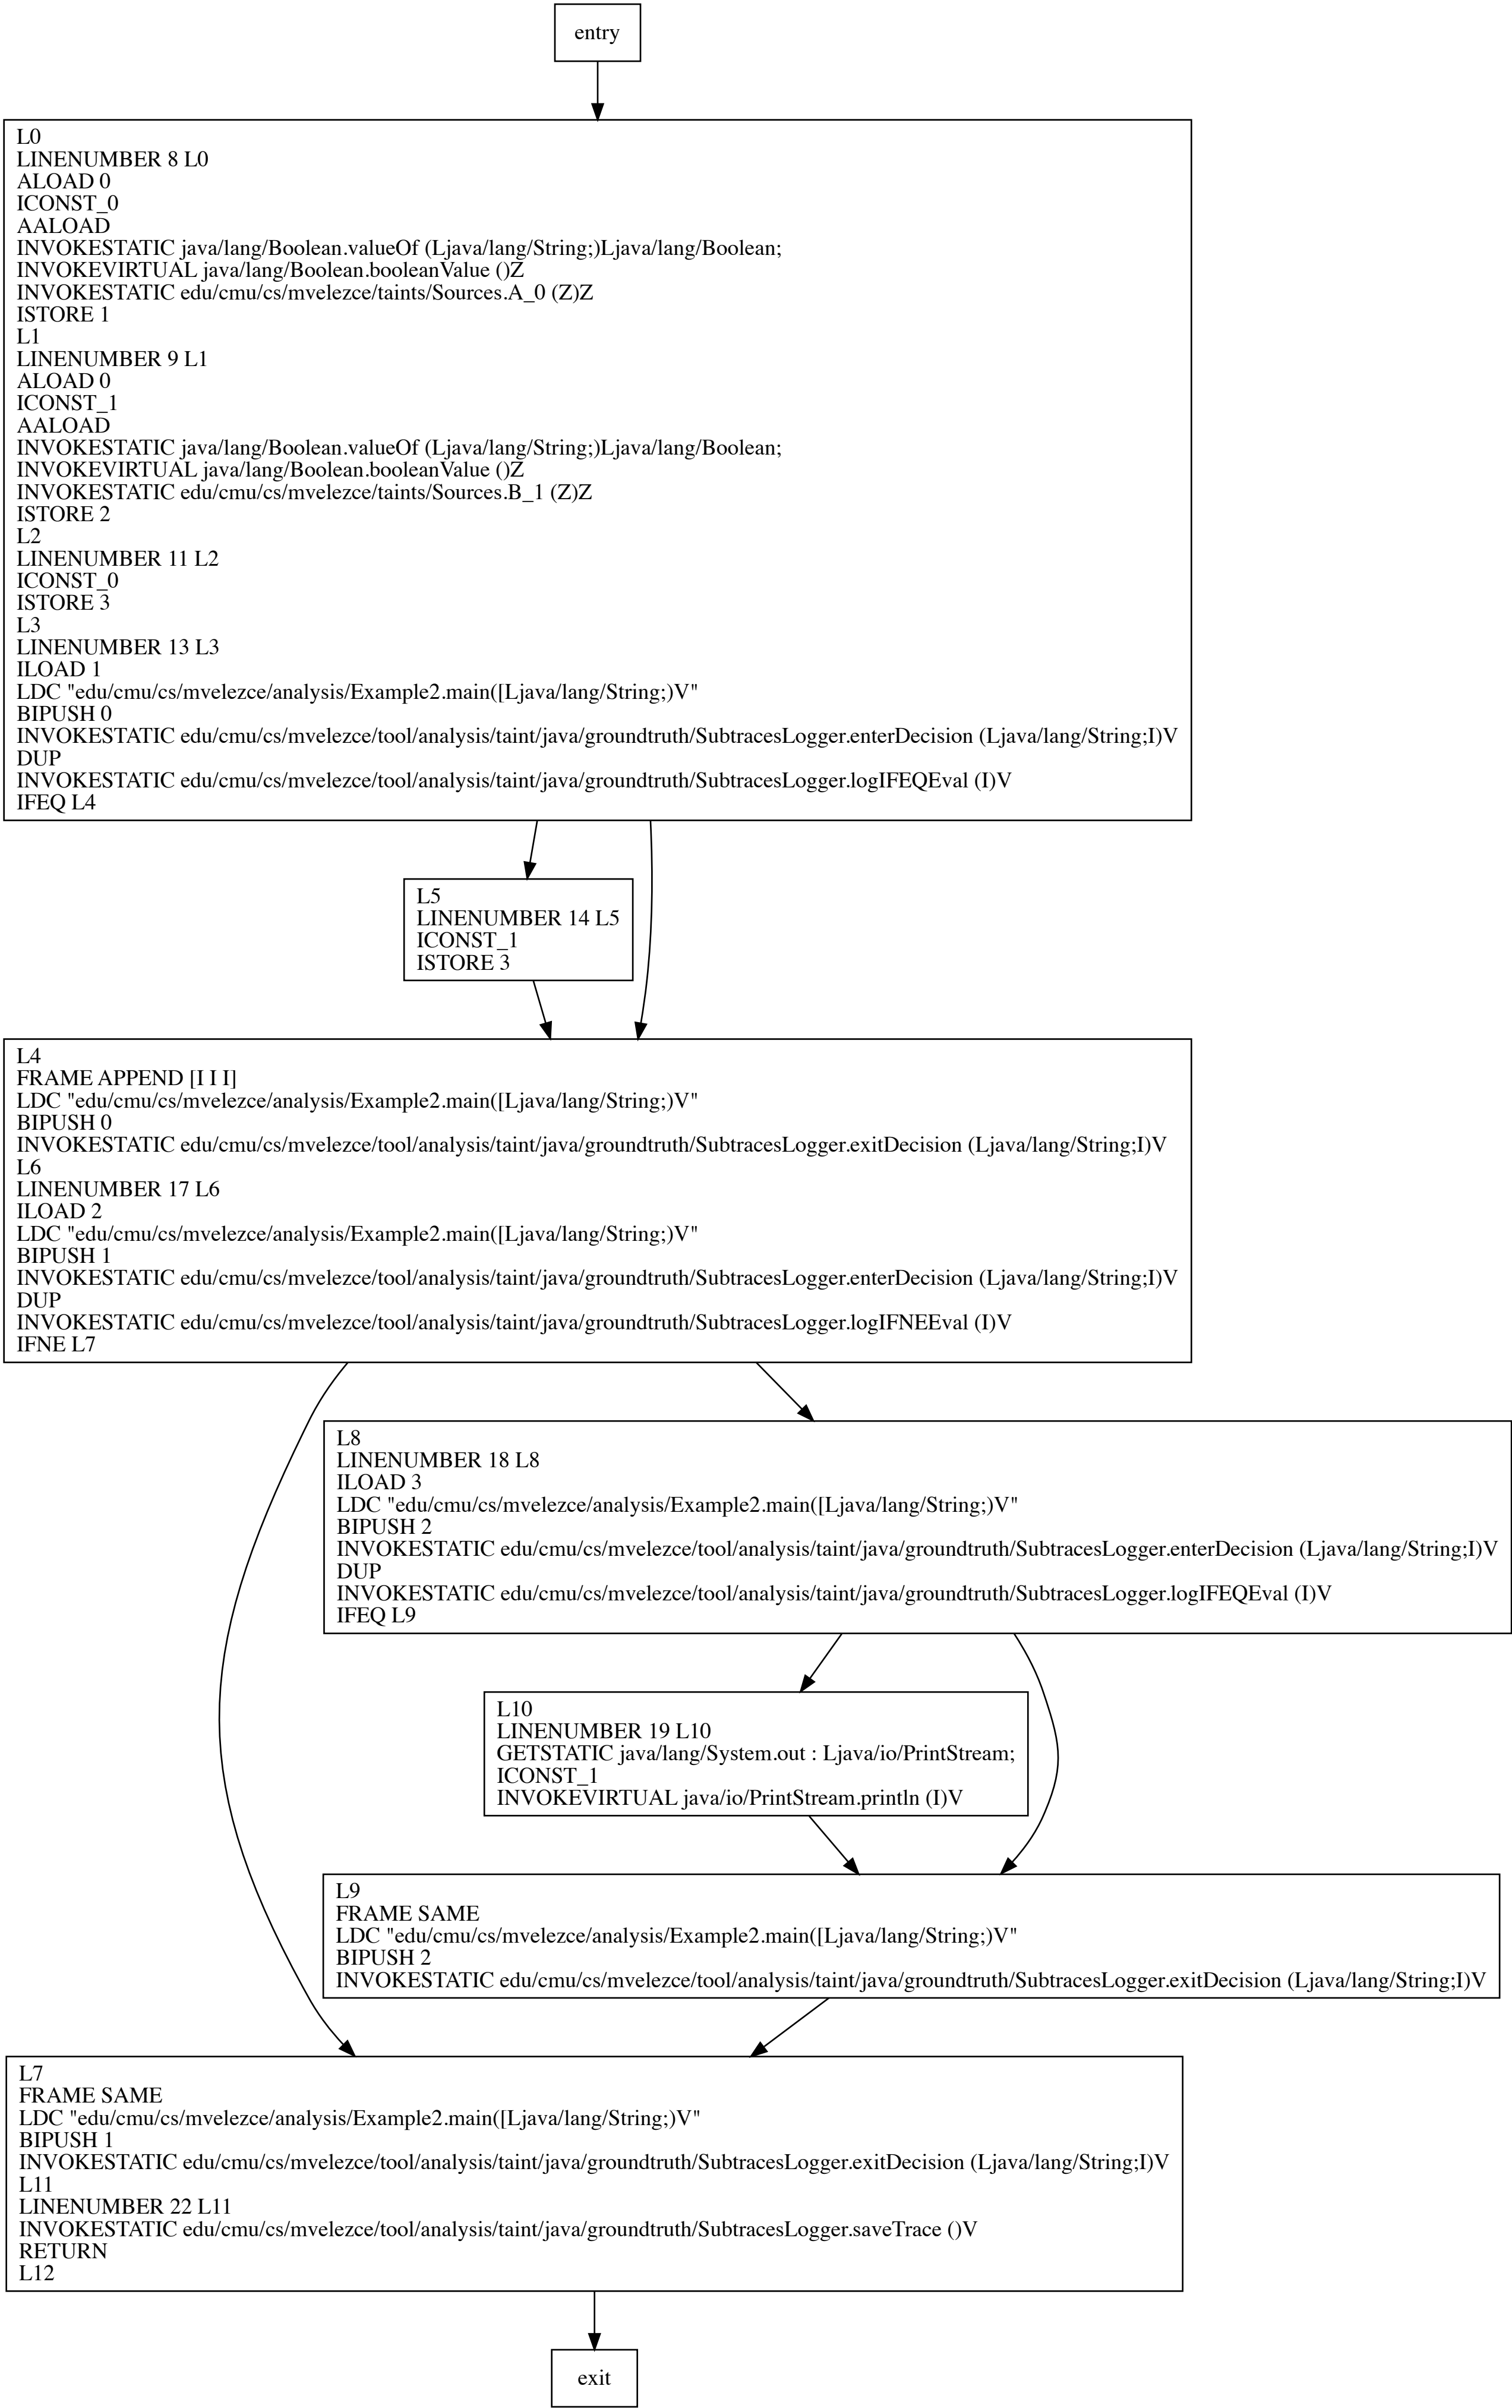 entry
L0
LINENUMBER 8 L0
ALOAD 0
ICONST_0
AALOAD
INVOKESTATIC java/lang/Boolean.valueOf (Ljava/lang/String;)Ljava/lang/Boolean;
INVOKEVIRTUAL java/lang/Boolean.booleanValue ()Z
INVOKESTATIC edu/cmu/cs/mvelezce/taints/Sources.A_0 (Z)Z
ISTORE 1
L1
LINENUMBER 9 L1
ALOAD 0
ICONST_1
AALOAD
INVOKESTATIC java/lang/Boolean.valueOf (Ljava/lang/String;)Ljava/lang/Boolean;
INVOKEVIRTUAL java/lang/Boolean.booleanValue ()Z
INVOKESTATIC edu/cmu/cs/mvelezce/taints/Sources.B_1 (Z)Z
ISTORE 2
L2
LINENUMBER 11 L2
ICONST_0
ISTORE 3
L3
LINENUMBER 13 L3
ILOAD 1
LDC "edu/cmu/cs/mvelezce/analysis/Example2.main([Ljava/lang/String;)V"
BIPUSH 0
INVOKESTATIC edu/cmu/cs/mvelezce/tool/analysis/taint/java/groundtruth/SubtracesLogger.enterDecision (Ljava/lang/String;I)V
DUP
INVOKESTATIC edu/cmu/cs/mvelezce/tool/analysis/taint/java/groundtruth/SubtracesLogger.logIFEQEval (I)V
IFEQ L4
L5
LINENUMBER 14 L5
ICONST_1
ISTORE 3
L4
FRAME APPEND [I I I]
LDC "edu/cmu/cs/mvelezce/analysis/Example2.main([Ljava/lang/String;)V"
BIPUSH 0
INVOKESTATIC edu/cmu/cs/mvelezce/tool/analysis/taint/java/groundtruth/SubtracesLogger.exitDecision (Ljava/lang/String;I)V
L6
LINENUMBER 17 L6
ILOAD 2
LDC "edu/cmu/cs/mvelezce/analysis/Example2.main([Ljava/lang/String;)V"
BIPUSH 1
INVOKESTATIC edu/cmu/cs/mvelezce/tool/analysis/taint/java/groundtruth/SubtracesLogger.enterDecision (Ljava/lang/String;I)V
DUP
INVOKESTATIC edu/cmu/cs/mvelezce/tool/analysis/taint/java/groundtruth/SubtracesLogger.logIFNEEval (I)V
IFNE L7
L8
LINENUMBER 18 L8
ILOAD 3
LDC "edu/cmu/cs/mvelezce/analysis/Example2.main([Ljava/lang/String;)V"
BIPUSH 2
INVOKESTATIC edu/cmu/cs/mvelezce/tool/analysis/taint/java/groundtruth/SubtracesLogger.enterDecision (Ljava/lang/String;I)V
DUP
INVOKESTATIC edu/cmu/cs/mvelezce/tool/analysis/taint/java/groundtruth/SubtracesLogger.logIFEQEval (I)V
IFEQ L9
L10
LINENUMBER 19 L10
GETSTATIC java/lang/System.out : Ljava/io/PrintStream;
ICONST_1
INVOKEVIRTUAL java/io/PrintStream.println (I)V
L9
FRAME SAME
LDC "edu/cmu/cs/mvelezce/analysis/Example2.main([Ljava/lang/String;)V"
BIPUSH 2
INVOKESTATIC edu/cmu/cs/mvelezce/tool/analysis/taint/java/groundtruth/SubtracesLogger.exitDecision (Ljava/lang/String;I)V
L7
FRAME SAME
LDC "edu/cmu/cs/mvelezce/analysis/Example2.main([Ljava/lang/String;)V"
BIPUSH 1
INVOKESTATIC edu/cmu/cs/mvelezce/tool/analysis/taint/java/groundtruth/SubtracesLogger.exitDecision (Ljava/lang/String;I)V
L11
LINENUMBER 22 L11
INVOKESTATIC edu/cmu/cs/mvelezce/tool/analysis/taint/java/groundtruth/SubtracesLogger.saveTrace ()V
RETURN
L12
exit